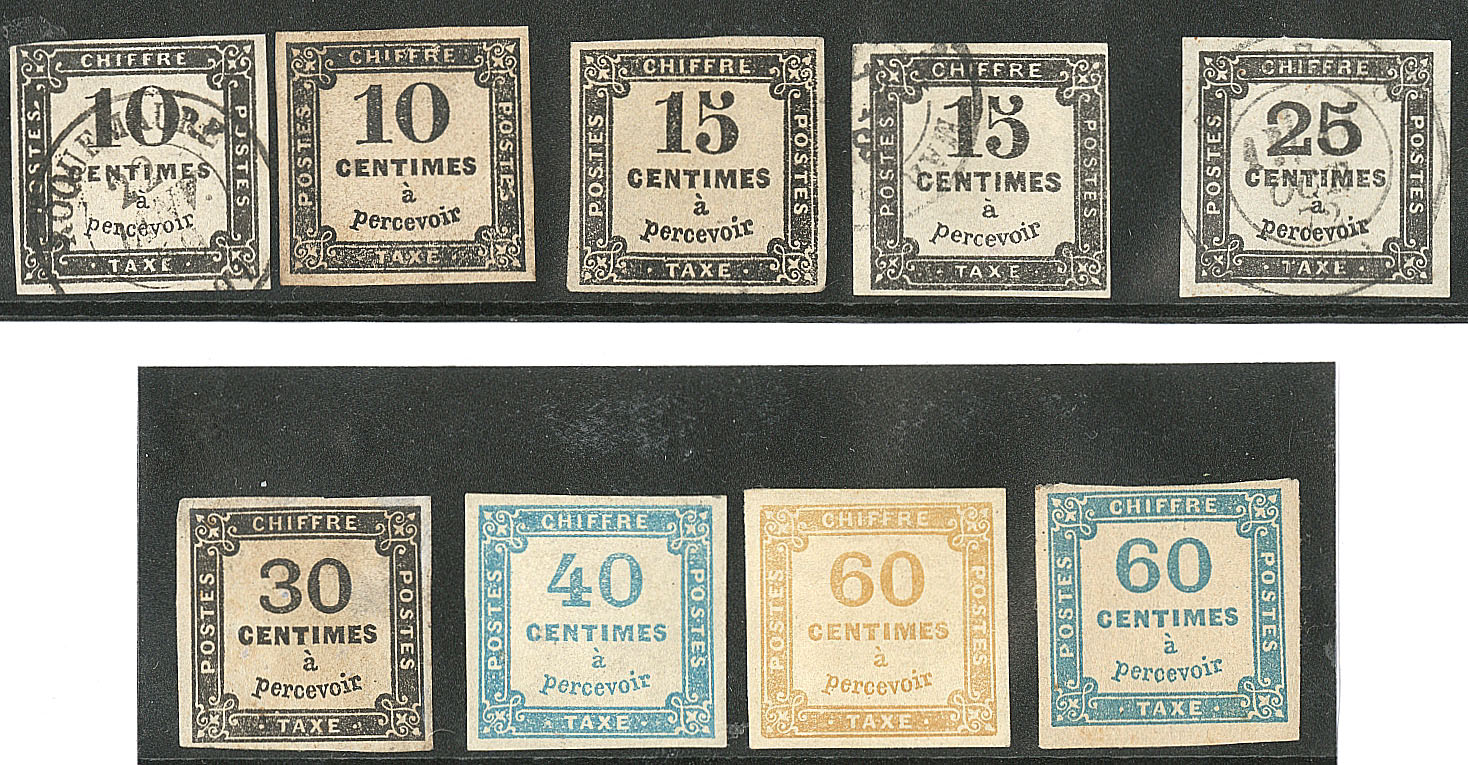 CHIFFRE
POSTES
10
CENTIMES
à
percevoir
POSTES
TAXE
ROQUEMAURE
CHIFFRE
POSTES
10
CENTIMES
à
percevoir
POSTES
TAXE
CHIFFRE
POSTES
15
CENTIMES
à
percevoir
POSTES
TAXE
CHIFFRE
POSTES
15
CENTIMES
à
percevoir
POSTES
TAXE
CHIFFRE
POSTES
25
CENTIMES
à
percevoir
POSTES
TAXE
CHIFFRE
POSTES
30
CENTIMES
à
percevoir
POSTES
TAXE
CHIFFRE
POSTES
40
CENTIMES
à
percevoir
POSTES
TAXE
CHIFFRE
POSTES
60
CENTIMES
à
percevoir
POSTES
TAXE
CHIFFRE
POSTES
60
CENTIMES
à
percevoir
POSTES
TAXE